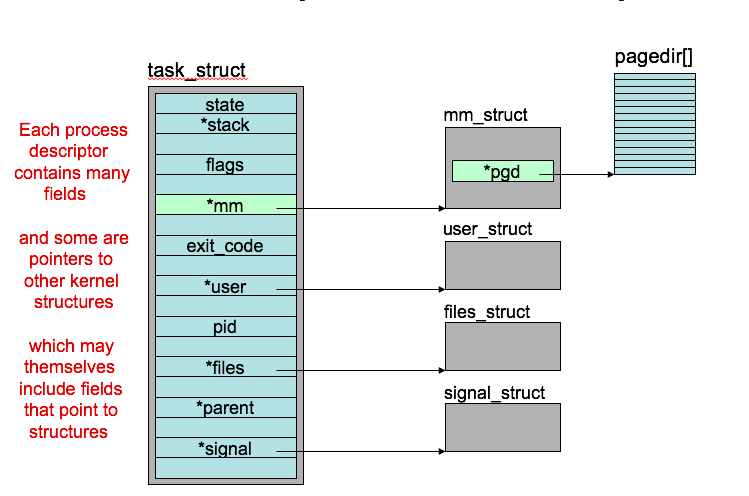 task_struct
state
*stack
flags
*mm
exit_code
*user
pid
*files
*parent
*signal
Each process
descriptor
contains many
fields
and some are
pointers to
other kernel
structures
which may
themselves
include fields
that point to
structures
mm_struct
*pgd
user_struct
files_struct
signal_struct
pagedir[]